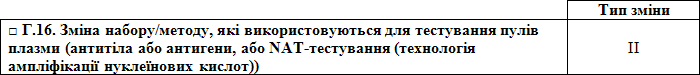 Тип зміни
□ Г.16. Зміна набору/методу, які використовуються для тестування пулів
плазми (антитіла або антигени, або NAT-тестування (технологія
ампліфікації нуклеїнових кислот))
II